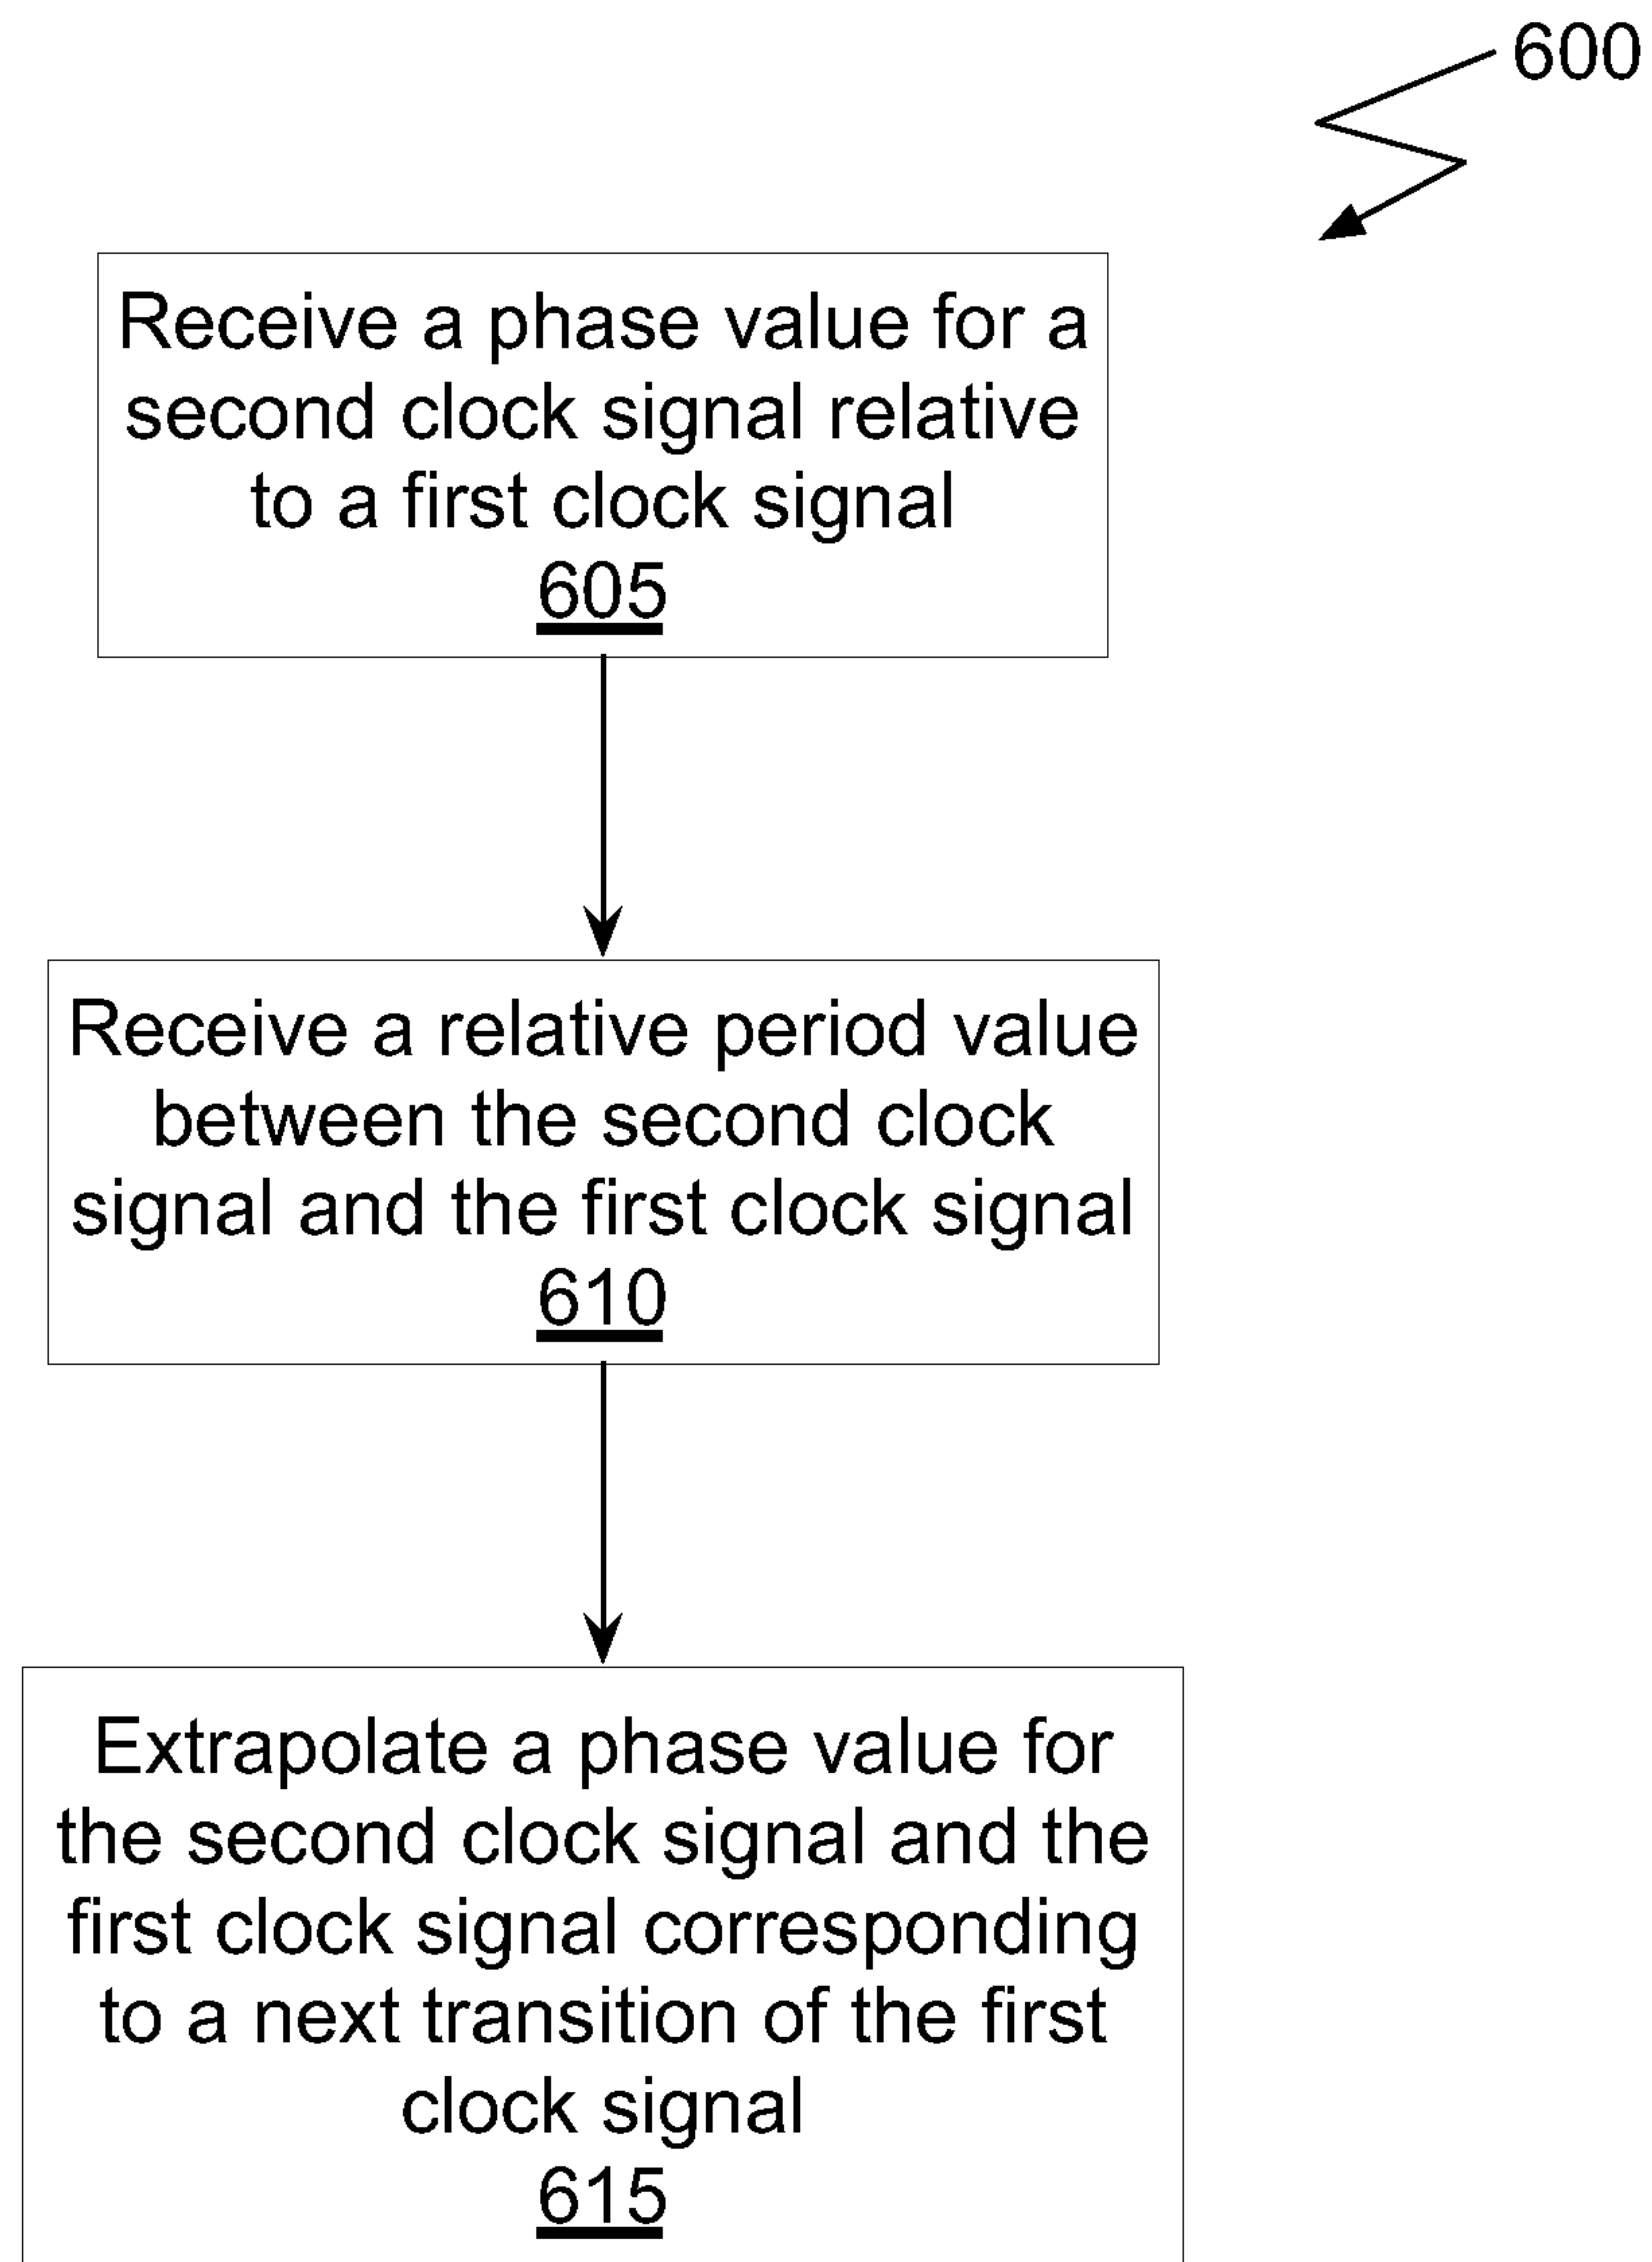 600
Receive a phase value for a
second clock signal relative
to a first clock signal
605
Receive a relative period value
between the second clock
signal and the first clock signal
610
Extrapolate a phase value for
the second clock signal and the
first clock signal corresponding
to a next transition of the first
clock signal
615